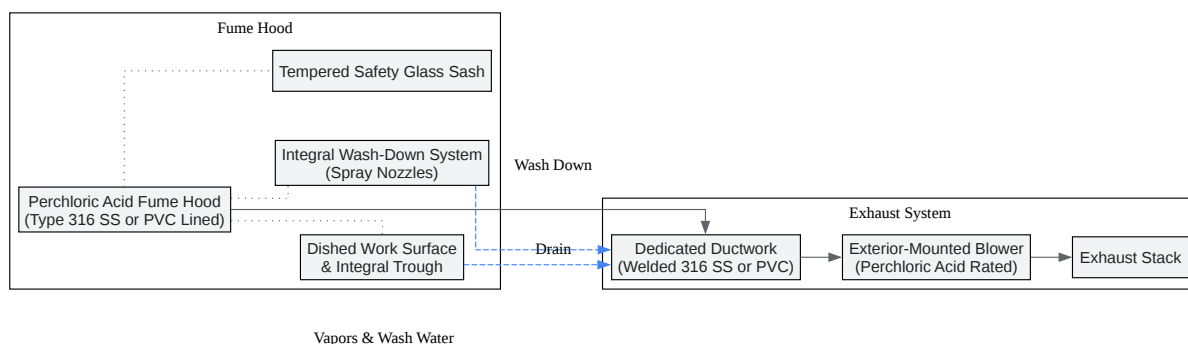 Fume Hood
Tempered Safety Glass Sash
Integral Wash-Down System
(Spray Nozzles)
Wash Down
Perchloric Acid Fume Hood
(Type 316 SS or PVC Lined)
Exhaust System
Dished Work Surface
& Integral Trough
Drain
Dedicated Ductwork
(Welded 316 SS or PVC)
Exterior-Mounted Blower
(Perchloric Acid Rated)
Exhaust Stack
Vapors & Wash Water